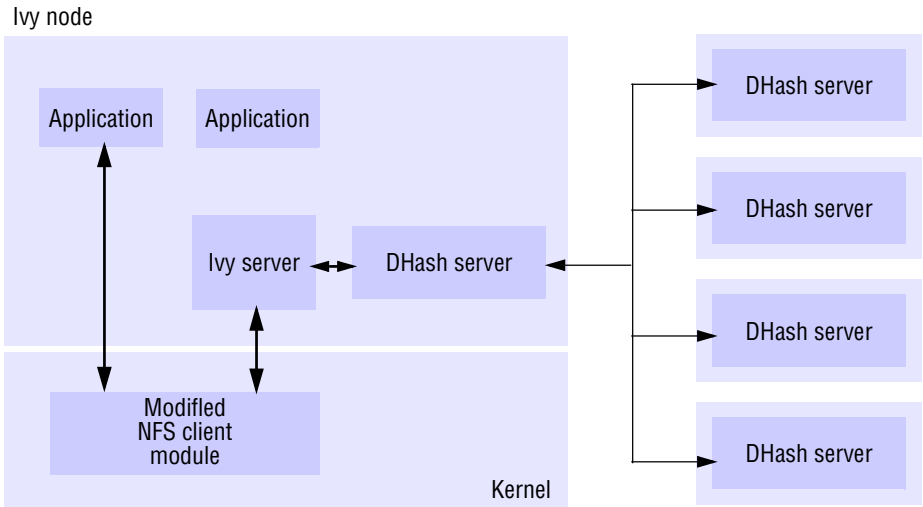 Ivy node
Application
Application
Ivy server
DHash server
Modifled
NFS client
module
Kernel
DHash server
DHash server
DHash server
DHash server